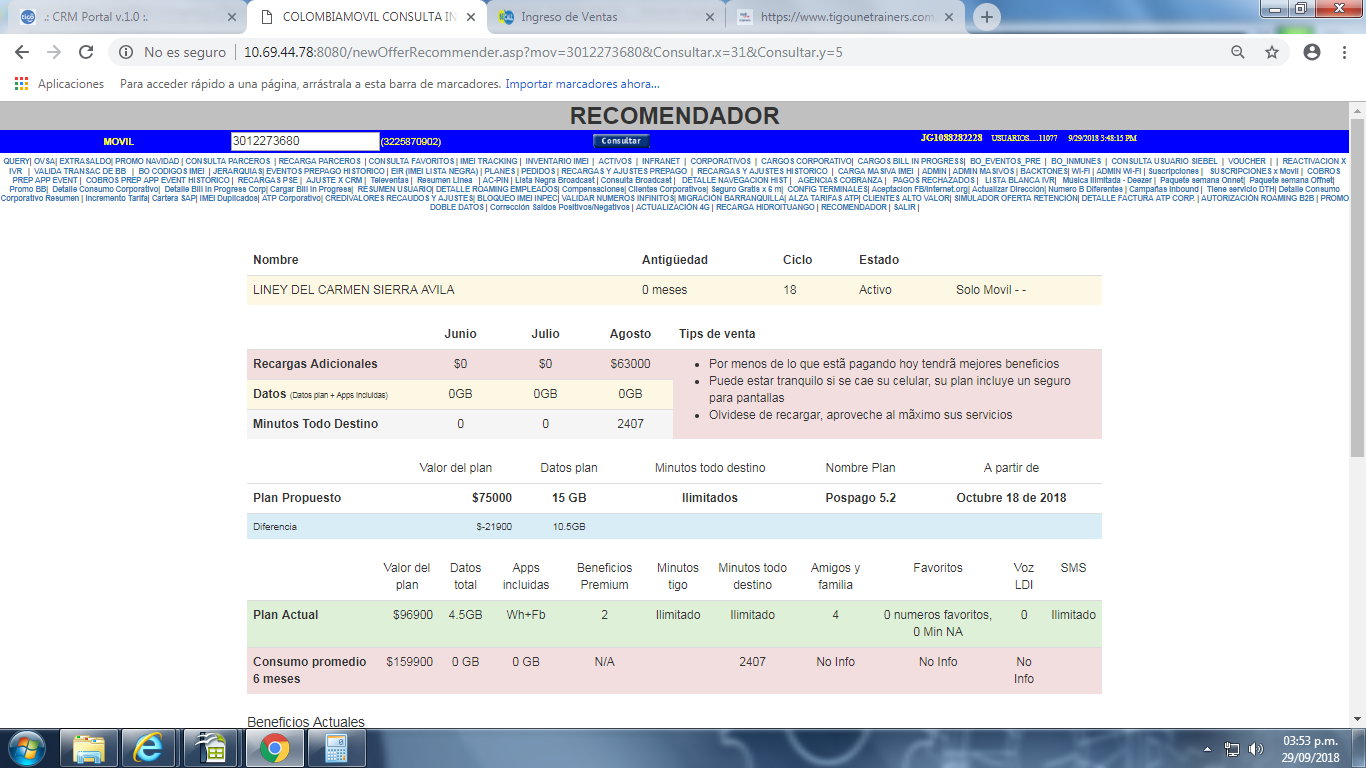 .: CRM Portal v.1.0 :.
COLOMBIAMOVIL CONSULTA IN
Ingreso de Ventas
https://www.tigounetrainers.com
No es seguro
10.69.44.78:8080/newOfferRecommender.asp?mov=3012273680&Consultar.x=31&Consultar.y=5
Aplicaciones
Para acceder rápido a una página, arrástrala a esta barra de marcadores. Importar marcadores ahora...
RECOMENDADOR
MOVIL 3012273680 (3225870902) Consultar JG1088282228 USUARIOS.....11077 9/29/2018 3:48:15 PM
QUERY| OVSA| EXTRASALDO| PROMO NAVIDAD | CONSULTA PARCEROS | RECARGA PARCEROS | CONSULTA FAVORITOS | IMEI TRACKING | INVENTARIO IMEI | ACTIVOS | INFRANET | CORPORATIVOS | CARGOS CORPORATIVO| CARGOS BILL IN PROGRESS| BO_EVENTOS_PRE | BO_INMUNES | CONSULTA USUARIO SIEBEL | VOUCHER | | REACTIVACION X
IVR | VALIDA TRANSAC DE BB | BO CODIGOS IMEI | JERARQUIAS| EVENTOS PREPAGO HISTORICO | EIR (IMEI LISTA NEGRA) | PLANES | PEDIDOS | RECARGAS Y AJUSTES PREPAGO | RECARGAS Y AJUSTES HISTORICO | CARGA MASIVA IMEI | ADMIN | ADMIN MASIVOS | BACKTONES| WI-FI | ADMIN WI-FI | Suscripciones | SUSCRIPCIONES x Movil | COBROS
PREP APP EVENT | COBROS PREP APP EVENT HISTORICO | RECARGAS PSE | AJUSTE X CRM | Televentas | Resumen Linea | AC-PIN | Lista Negra Broadcast | Consulta Broadcast | DETALLE NAVEGACION HIST | AGENCIAS COBRANZA | PAGOS RECHAZADOS | LISTA BLANCA IVR| Música Ilimitada - Deezer | Paquete semana Onnet| Paquete semana Offnet|
Promo BB| Detalle Consumo Corporativo| Detalle Bill In Progress Corp| Cargar Bill In Progress| RESUMEN USUARIO| DETALLE ROAMING EMPLEADOS| Compensaciones| Clientes Corporativos| Seguro Gratis x 6 m| CONFIG TERMINALES| Aceptacion FB/Internet.org| Actualizar Dirección| Numero B Diferentes | Campañas Inbound | Tiene servicio DTH| Detalle Consumo
Corporativo Resumen | Incremento Tarifa| Cartera SAP| IMEI Duplicados| ATP Corporativo| CREDIVALORES RECAUDOS Y AJUSTES| BLOQUEO IMEI INPEC| VALIDAR NUMEROS INFINITOS| MIGRACIÓN BARRANQUILLA| ALZA TARIFAS ATP| CLIENTES ALTO VALOR| SIMULADOR OFERTA RETENCIÓN| DETALLE FACTURA ATP CORP. | AUTORIZACIÓN ROAMING B2B | PROMO
DOBLE DATOS | Corrección Saldos Positivos/Negativos | ACTUALIZACIÓN 4G | RECARGA HIDROITUANGO | RECOMENDADOR | SALIR |
Nombre Antigüedad Ciclo Estado
LINEY DEL CARMEN SIERRA AVILA 0 meses 18 Activo Solo Movil - -
Junio Julio Agosto Tips de venta
Recargas Adicionales $0 $0 $63000
Datos (Datos plan + Apps incluidas) 0GB 0GB 0GB
Minutos Todo Destino 0 0 2407
• Por menos de lo que estã pagando hoy tendrã mejores beneficios
• Puede estar tranquilo si se cae su celular, su plan incluye un seguro
para pantallas
• Olvidese de recargar, aproveche al mãximo sus servicios
Valor del plan Datos plan Minutos todo destino Nombre Plan A partir de
Plan Propuesto $75000 15 GB Ilimitados Pospago 5.2 Octubre 18 de 2018
Diferencia $-21900 10.5GB
Valor del plan Datos total Apps incluidas Beneficios Premium Minutos tigo Minutos todo destino Amigos y familia Favoritos Voz LDI SMS
Plan Actual $96900 4.5GB Wh+Fb 2 Ilimitado Ilimitado 4 0 numeros favoritos, 0 Min NA 0 Ilimitado
Consumo promedio 6 meses $159900 0 GB 0 GB N/A 2407 No Info No Info No Info
Beneficios Actuales
03:53 p.m.
29/09/2018